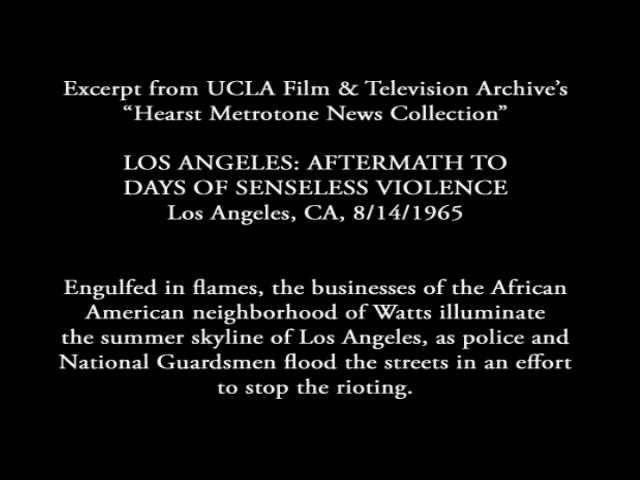 Excerpt from UCLA Film & Television Archive’s
“Hearst Metrotone News Collection”
LOS ANGELES: AFTERMATH TO
DAYS OF SENSELESS VIOLENCE
Los Angeles, CA, 8/14/1965
Engulfed in flames, the businesses of the African
American neighborhood of Watts illuminate
the summer skyline of Los Angeles, as police and
National Guardsmen flood the streets in an effort
to stop the rioting.